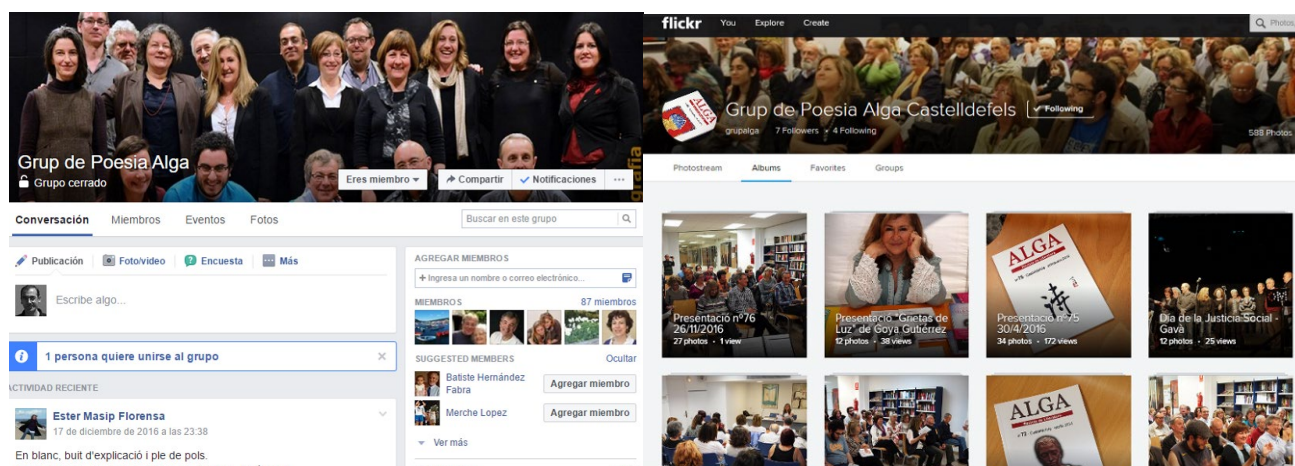 grafia
Grup de Poesia Alga
Grupo cerrado
Eres miembro
Compartir
Notificaciones
Conversación Miembros Eventos Fotos
Buscar en este grupo
Publicación
Foto/video
Encuesta
Más
Escribe algo...
1 persona quiere unirse al grupo
ACTIVIDAD RECIENTE
Ester Masip Florensa
17 de diciembre de 2016 a las 23:38
En blanc, buit d'explicació i ple de pols.
AGREGAR MIEMBROS
+ Ingresa un nombre o correo electrónico...
MIEMBROS 87 miembros
SUGGESTED MEMBERS Ocultar
Batiste Hernández
Fabra
Agregar miembro
Merche Lopez
Agregar miembro
Ver más
flickr You Explore Create
Photos
ALGA
Grup de Poesia Alga Castelldefels
Following
grupalga 7 Followers • 4 Following
588 Photos
Photostream Albums Favorites Groups
Presentació nº76
26/11/2016
27 photos • 1 view
Presentació "Grietas de
Luz" de Goya Gutiérrez
12 photos • 38 views
ALGA
Presentació nº75
30/4/2016
34 photos • 172 views
Día de la Justicia Social -
Gavà
12 photos • 25 views
ALGA